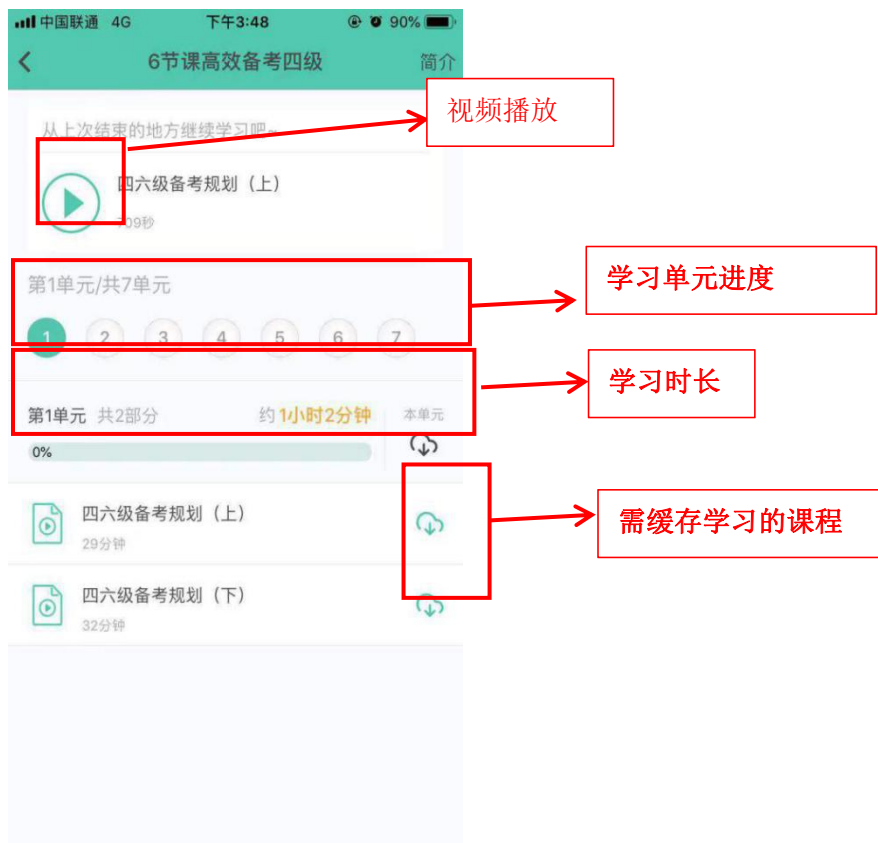 中国联通 4G 下午3:48 90%
6节课高效备考四级 简介
视频播放
从上次结束的地方继续学习吧~
四六级备考规划（上）
709秒
学习单元进度
第1单元/共7单元
1 2 3 4 5 6 7
学习时长
第1单元 共2部分 约1小时2分钟 本单元
0%
四六级备考规划（上）
29分钟
需缓存学习的课程
四六级备考规划（下）
32分钟